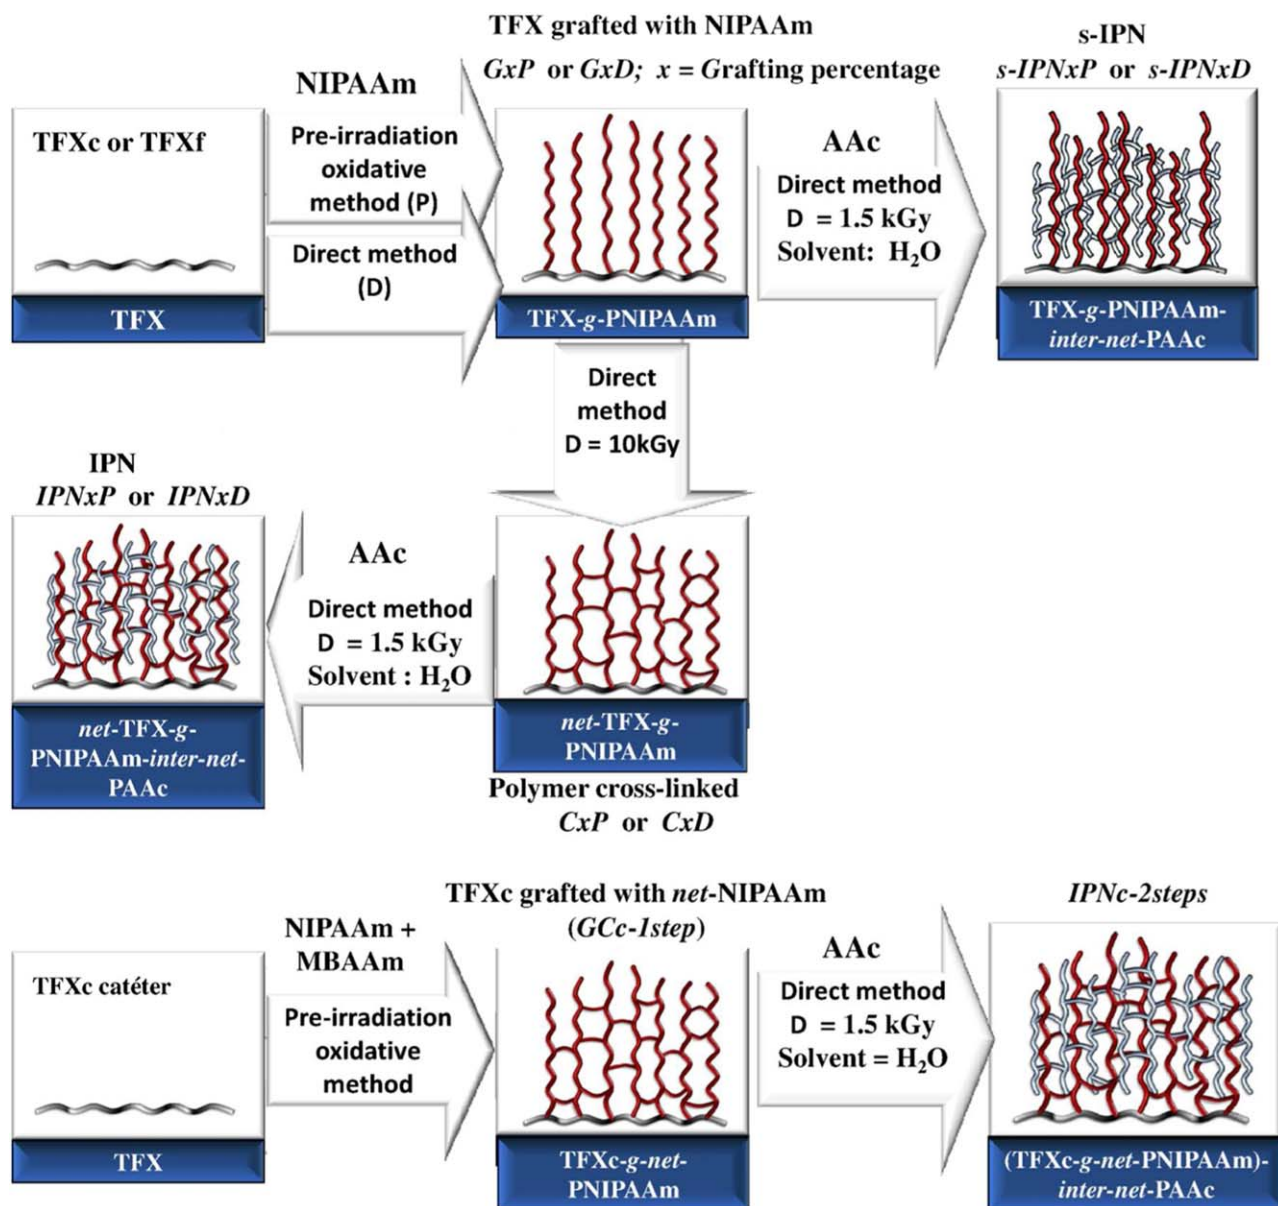 TFX grafted with NIPAAm
GxP or GxD; x = Grafting percentage
s-IPN
s-IPNxP or s-IPNxD
TFXc or TFXf
TFX
NIPAAm
Pre-irradiation
oxidative
method (P)
Direct method
(D)
TFX-g-PNIPAAm
AAc
Direct method
D = 1.5 kGy
Solvent: H₂O
TFX-g-PNIPAAm-
inter-net-PAAc
Direct
method
D = 10kGy
IPN
IPNxP or IPNxD
net-TFX-g-
PNIPAAm-inter-net-
PAAc
AAc
Direct method
D = 1.5 kGy
Solvent : H₂O
net-TFX-g-
PNIPAAm
Polymer cross-linked
CxP or CxD
TFXc grafted with net-NIPAAm
(GCc-1step)
IPNc-2steps
TFXc catéter
TFX
NIPAAm +
MBAAm
Pre-irradiation
oxidative
method
TFXc-g-net-
PNIPAAm
AAc
Direct method
D = 1.5 kGy
Solvent = H₂O
(TFXc-g-net-PNIPAAm)-
inter-net-PAAc